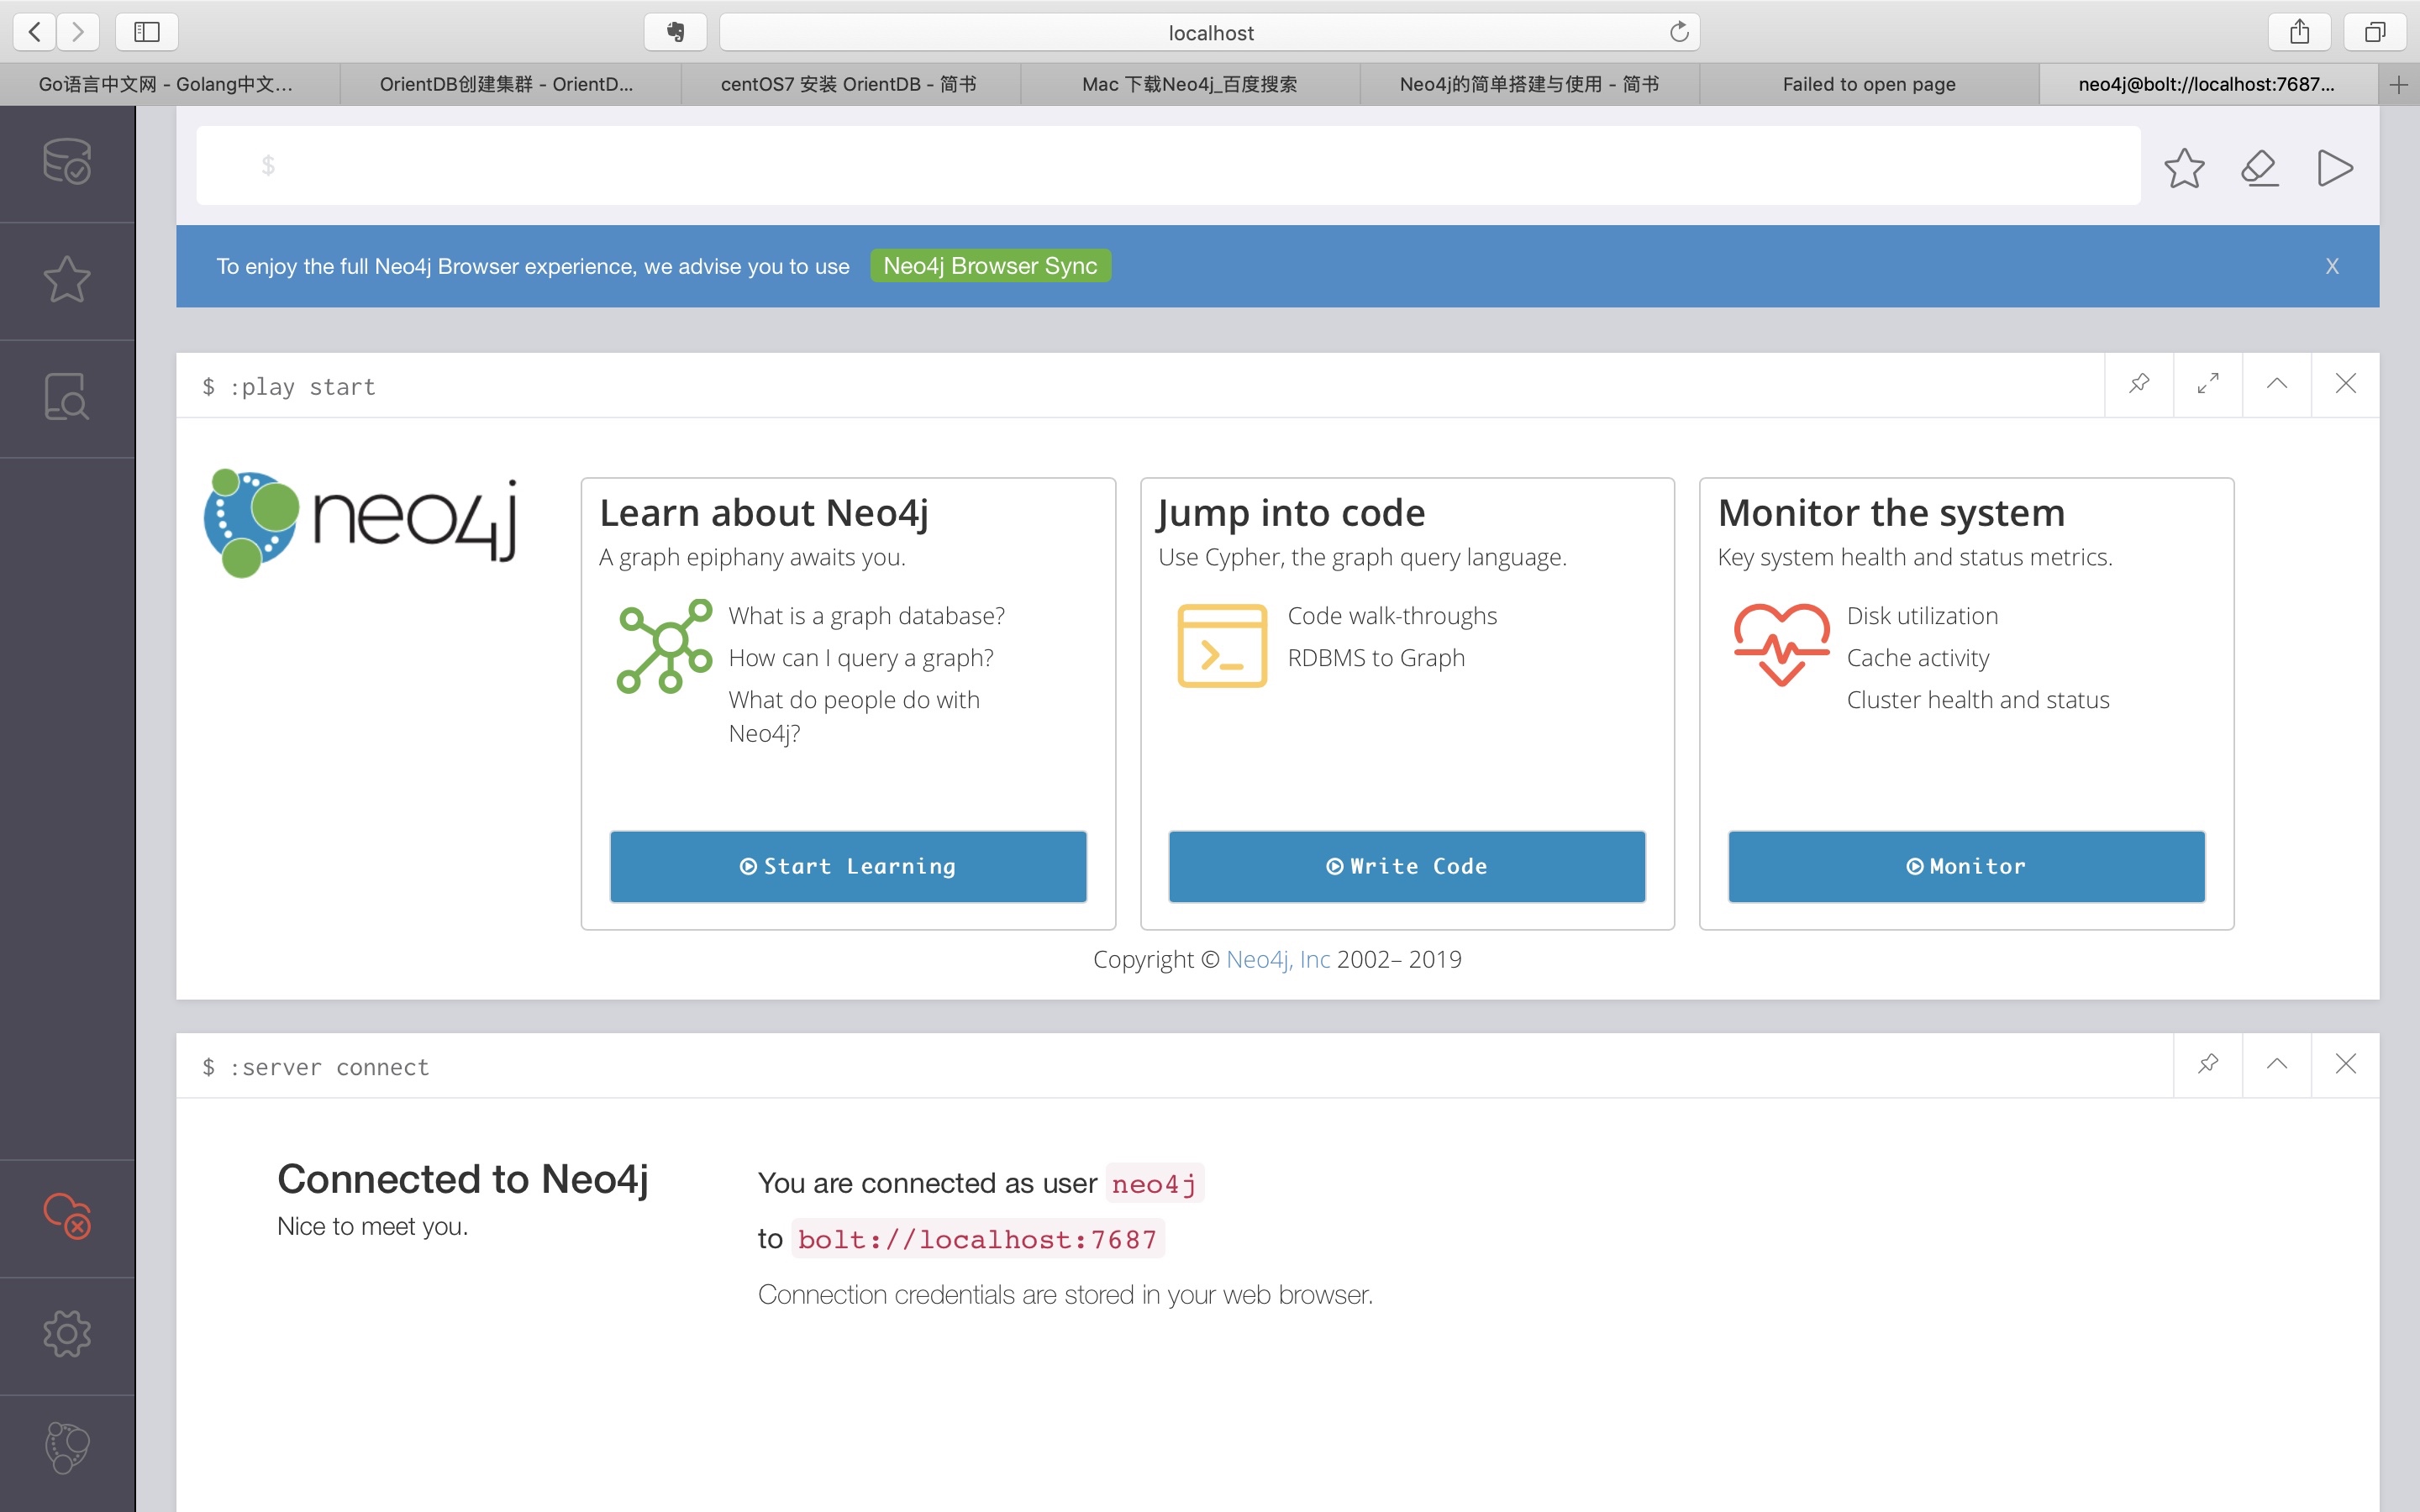 localhost
Go语言中文网 - Golang中文...
OrientDB创建集群 - OrientD...
centOS7 安装 OrientDB - 简书
Mac 下载Neo4j_百度搜索
Neo4j的简单搭建与使用 - 简书
Failed to open page
neo4j@bolt://localhost:7687...
$
To enjoy the full Neo4j Browser experience, we advise you to use Neo4j Browser Sync
X
$ :play start
neo4j
Learn about Neo4j
A graph epiphany awaits you.
What is a graph database?
How can I query a graph?
What do people do with
Neo4j?
Start Learning
Jump into code
Use Cypher, the graph query language.
Code walk-throughs
RDBMS to Graph
Write Code
Monitor the system
Key system health and status metrics.
Disk utilization
Cache activity
Cluster health and status
Monitor
Copyright © Neo4j, Inc 2002– 2019
$ :server connect
Connected to Neo4j
Nice to meet you.
You are connected as user neo4j
to bolt://localhost:7687
Connection credentials are stored in your web browser.